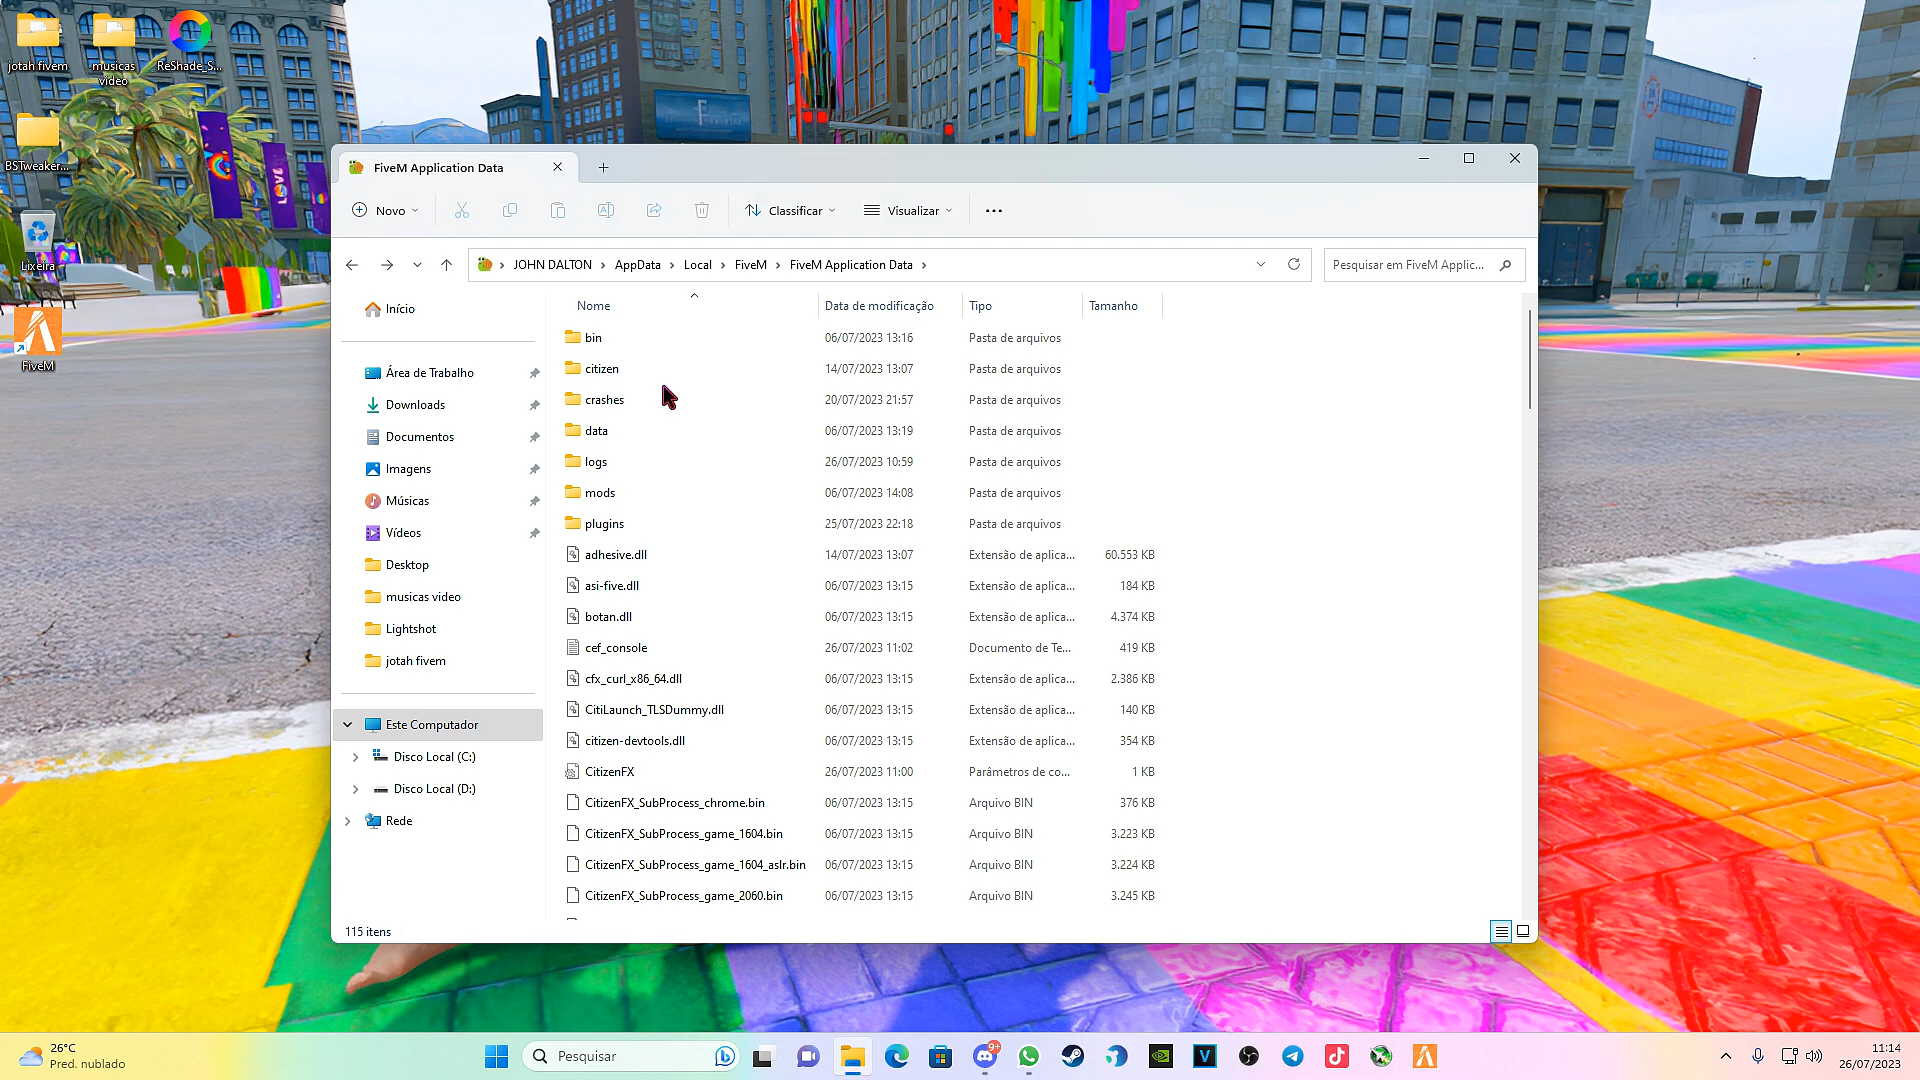 jotah fivem
musicas video
ReShade_S...
BSTweaker...
Lixeira
FiveM
LOVE
F
FiveM Application Data
Novo
Classificar
Visualizar
JOHN DALTON
AppData
Local
FiveM
FiveM Application Data
Pesquisar em FiveM Applic...
Início
Área de Trabalho
Downloads
Documentos
Imagens
Músicas
Vídeos
Desktop
musicas video
Lightshot
jotah fivem
Este Computador
Disco Local (C:)
Disco Local (D:)
Rede
Nome Data de modificação Tipo Tamanho
bin 06/07/2023 13:16 Pasta de arquivos
citizen 14/07/2023 13:07 Pasta de arquivos
crashes 20/07/2023 21:57 Pasta de arquivos
data 06/07/2023 13:19 Pasta de arquivos
logs 26/07/2023 10:59 Pasta de arquivos
mods 06/07/2023 14:08 Pasta de arquivos
plugins 25/07/2023 22:18 Pasta de arquivos
adhesive.dll 14/07/2023 13:07 Extensão de aplica... 60.553 KB
asi-five.dll 06/07/2023 13:15 Extensão de aplica... 184 KB
botan.dll 06/07/2023 13:15 Extensão de aplica... 4.374 KB
cef_console 26/07/2023 11:02 Documento de Te... 419 KB
cfx_curl_x86_64.dll 06/07/2023 13:15 Extensão de aplica... 2.386 KB
CitiLaunch_TLSDummy.dll 06/07/2023 13:15 Extensão de aplica... 140 KB
citizen-devtools.dll 06/07/2023 13:15 Extensão de aplica... 354 KB
CitizenFX 26/07/2023 11:00 Parâmetros de co... 1 KB
CitizenFX_SubProcess_chrome.bin 06/07/2023 13:15 Arquivo BIN 376 KB
CitizenFX_SubProcess_game_1604.bin 06/07/2023 13:15 Arquivo BIN 3.223 KB
CitizenFX_SubProcess_game_1604_aslr.bin 06/07/2023 13:15 Arquivo BIN 3.224 KB
CitizenFX_SubProcess_game_2060.bin 06/07/2023 13:15 Arquivo BIN 3.245 KB
115 itens
26°C
Pred. nublado
Pesquisar
9+
V
11:14
26/07/2023